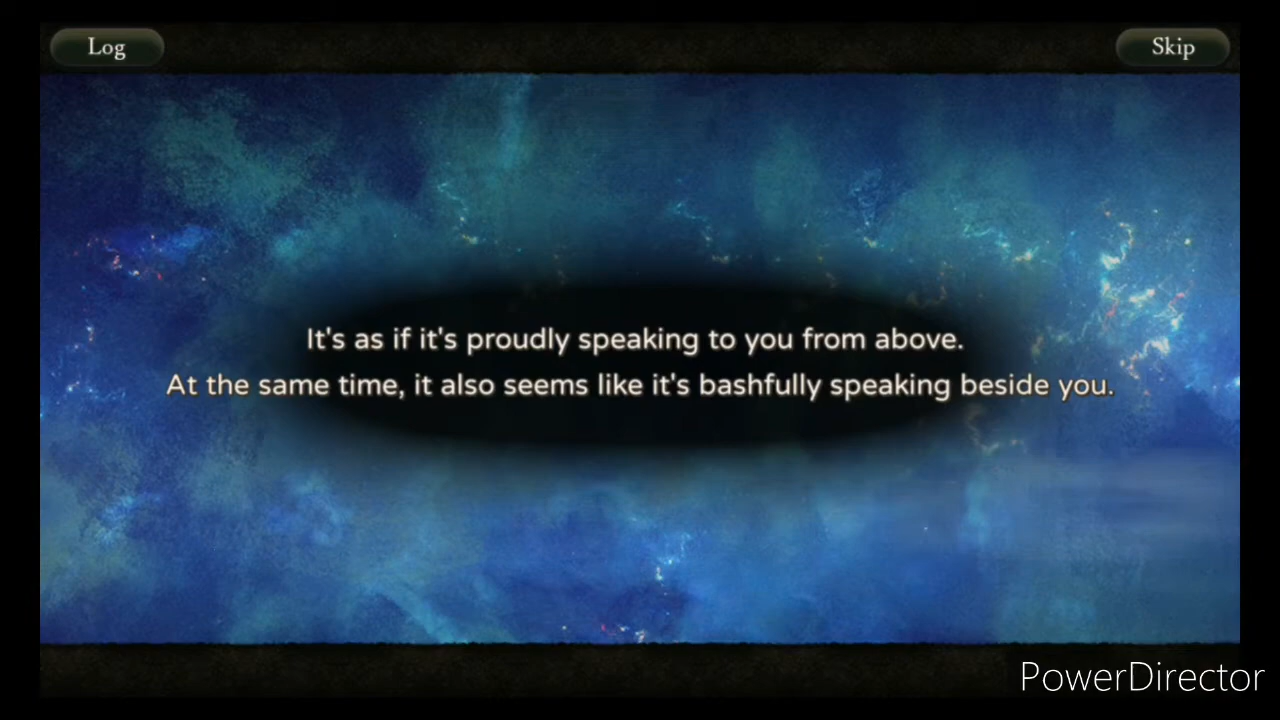 Log
Skip
It's as if it's proudly speaking to you from above.
At the same time, it also seems like it's bashfully speaking beside you.
PowerDirector